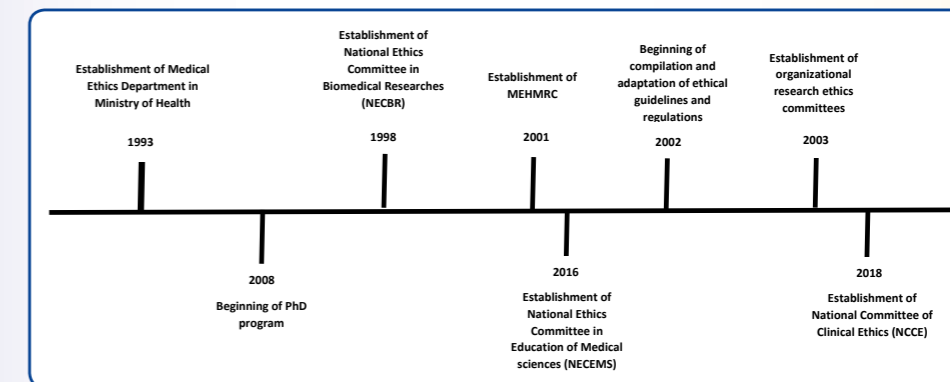 Establishment of Medical
Ethics Department in
Ministry of Health
1993
Establishment of
National Ethics
Committee in
Biomedical Researches
(NECBR)
1998
Establishment of
MEHMRC
2001
Beginning of
compilation and
adaptation of ethical
guidelines and
regulations
2002
Establishment of
organizational
research ethics
committees
2003
2008
Beginning of PhD
program
2016
Establishment of
National Ethics
Committee in
Education of Medical
sciences (NECEMS)
2018
Establishment of
National Committee of
Clinical Ethics (NCCE)